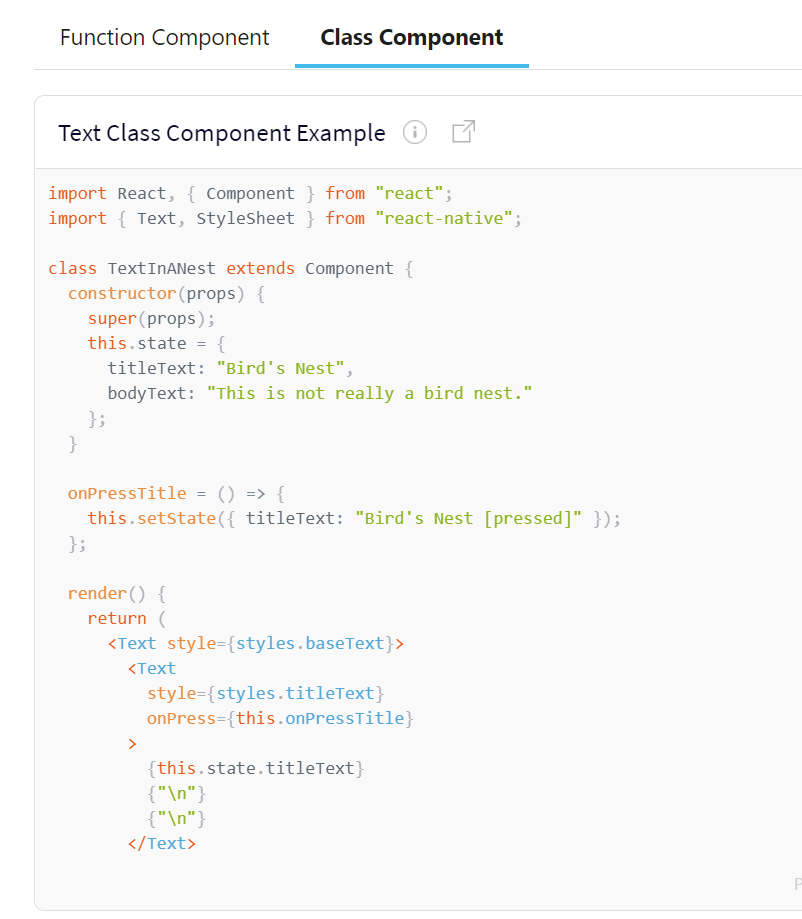 Function Component Class Component
Text Class Component Example
import React, { Component } from "react";
import { Text, StyleSheet } from "react-native";

class TextInANest extends Component {
  constructor(props) {
    super(props);
    this.state = {
      titleText: "Bird's Nest",
      bodyText: "This is not really a bird nest."
    };
  }

  onPressTitle = () => {
    this.setState({ titleText: "Bird's Nest [pressed]" });
  };

  render() {
    return (
      <Text style={styles.baseText}>
        <Text
          style={styles.titleText}
          onPress={this.onPressTitle}
        >
          {this.state.titleText}
          {"\n"}
          {"\n"}
        </Text>